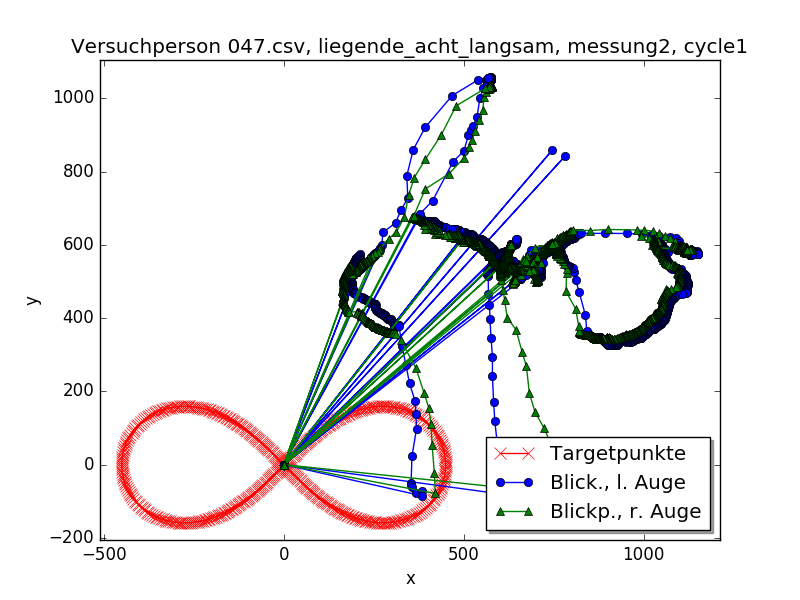 Versuchperson 047.csv, liegende_acht_langsam, messung2, cycle1
1000
800
600
400
200
0
−200
y
−500
0
500
1000
x
Targetpunkte
Blick., l. Auge
Blickp., r. Auge